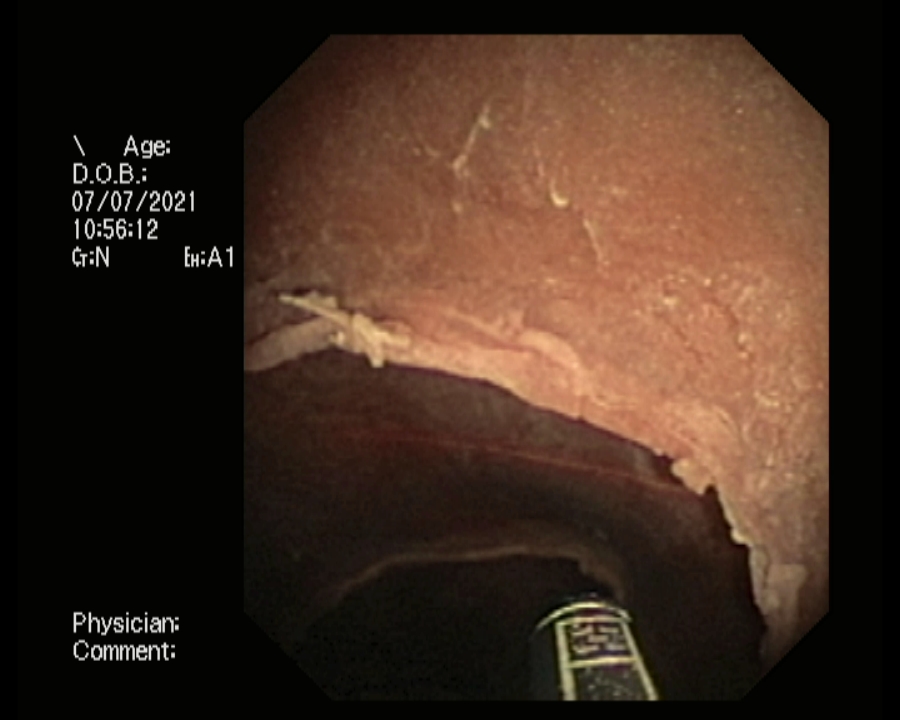 \ Age:
D.O.B.:
07/07/2021
10:56:12
Cr:N Eh:A1
Physician:
Comment: